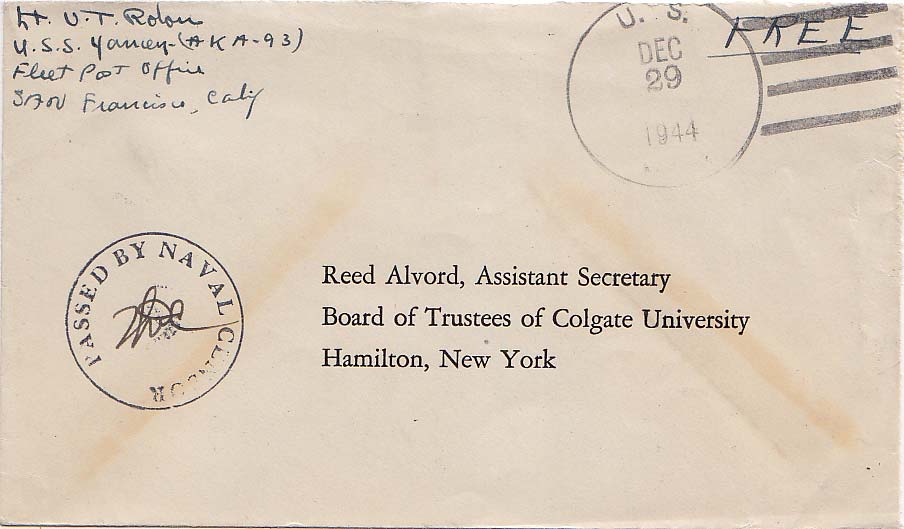 Lt. V. T. Rolon
U.S.S. Yancey-(AKA-93)
Fleet Post Office
San Francisco, Calif
U. S.
DEC
29
1944
FREE
PASSED BY NAVAL CENSOR
Reed Alvord, Assistant Secretary
Board of Trustees of Colgate University
Hamilton, New York